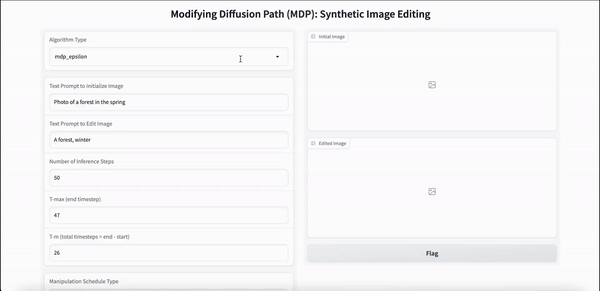 Modifying Diffusion Path (MDP): Synthetic Image Editing
Algorithm Type
mdp_epsilon
Text Prompt to Initialize Image
Photo of a forest in the spring
Text Prompt to Edit Image
A forest, winter
Number of Inference Steps
50
T-max (end timestep)
47
T-m (total timesteps = end - start)
26
Manipulation Schedule Type
Initial Image
Edited Image
Flag